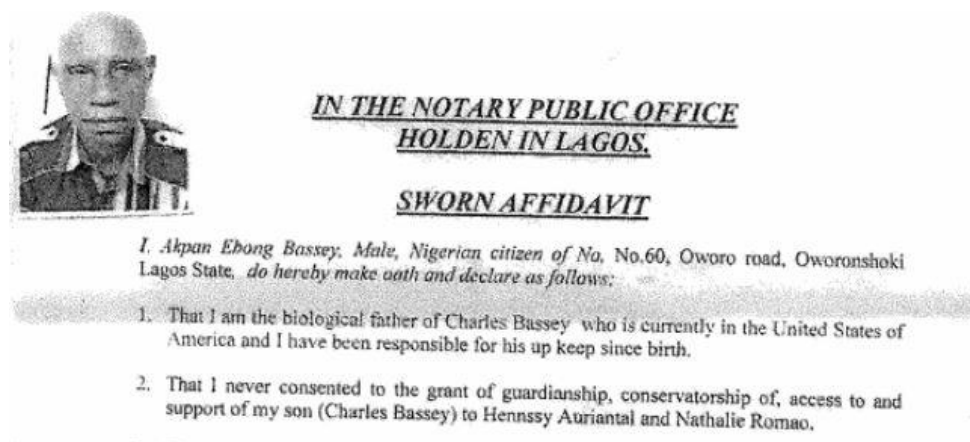 IN THE NOTARY PUBLIC OFFICE
HOLDEN IN LAGOS.
SWORN AFFIDAVIT
I. Akpan Ebong Bassey, Male, Nigerian citizen of No, No.60, Oworo road, Oworonshoki
Lagos State, do hereby make oath and declare as follows:
1. That I am the biological father of Charles Bassey who is currently in the United States of
America and I have been responsible for his up keep since birth.
2. That I never consented to the grant of guardianship, conservatorship of, access to and
support of my son (Charles Bassey) to Hennssy Auriantal and Nathalie Romao.